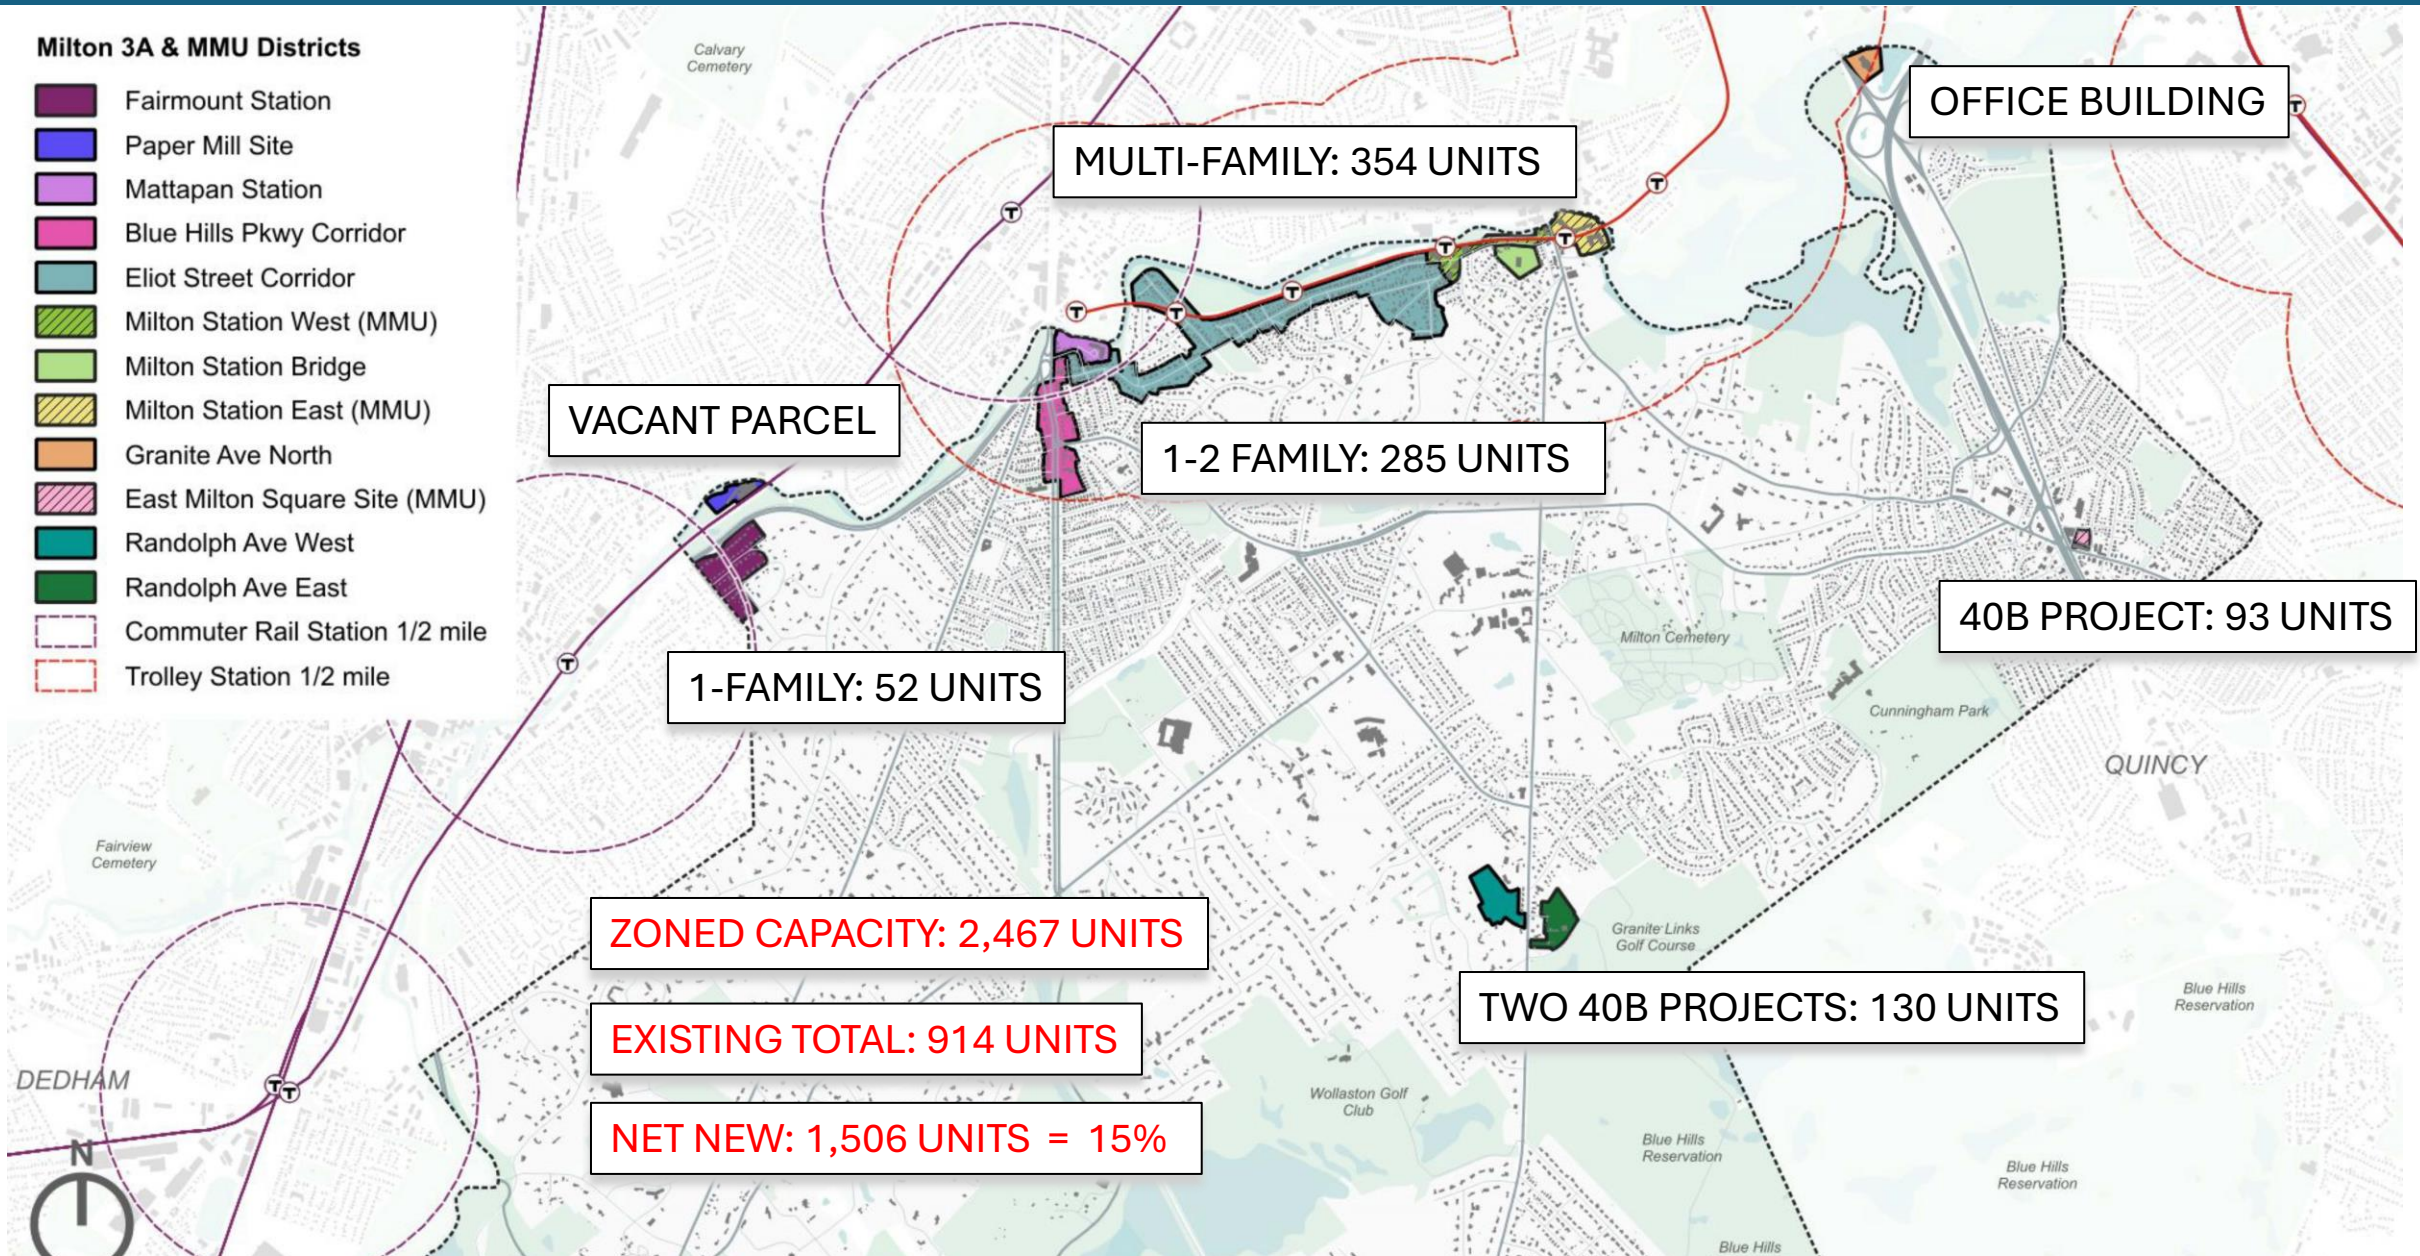 Milton 3A & MMU Districts
Fairmount Station
Paper Mill Site
Mattapan Station
Blue Hills Pkwy Corridor
Eliot Street Corridor
Milton Station West (MMU)
Milton Station Bridge
Milton Station East (MMU)
Granite Ave North
East Milton Square Site (MMU)
Randolph Ave West
Randolph Ave East
Commuter Rail Station 1/2 mile
Trolley Station 1/2 mile
Calvary
Cemetery
OFFICE BUILDING
T
MULTI-FAMILY: 354 UNITS
T
T
T
T
T
T
T
VACANT PARCEL
1-2 FAMILY: 285 UNITS
40B PROJECT: 93 UNITS
Milton Cemetery
T
1-FAMILY: 52 UNITS
Cunningham Park
QUINCY
Fairview
Cemetery
ZONED CAPACITY: 2,467 UNITS
Granite Links
Golf Course
TWO 40B PROJECTS: 130 UNITS
Blue Hills
Reservation
EXISTING TOTAL: 914 UNITS
DEDHAM
T
T
Wollaston Golf
Club
NET NEW: 1,506 UNITS = 15%
Blue Hills
Reservation
Blue Hills
Reservation
N
Blue Hills